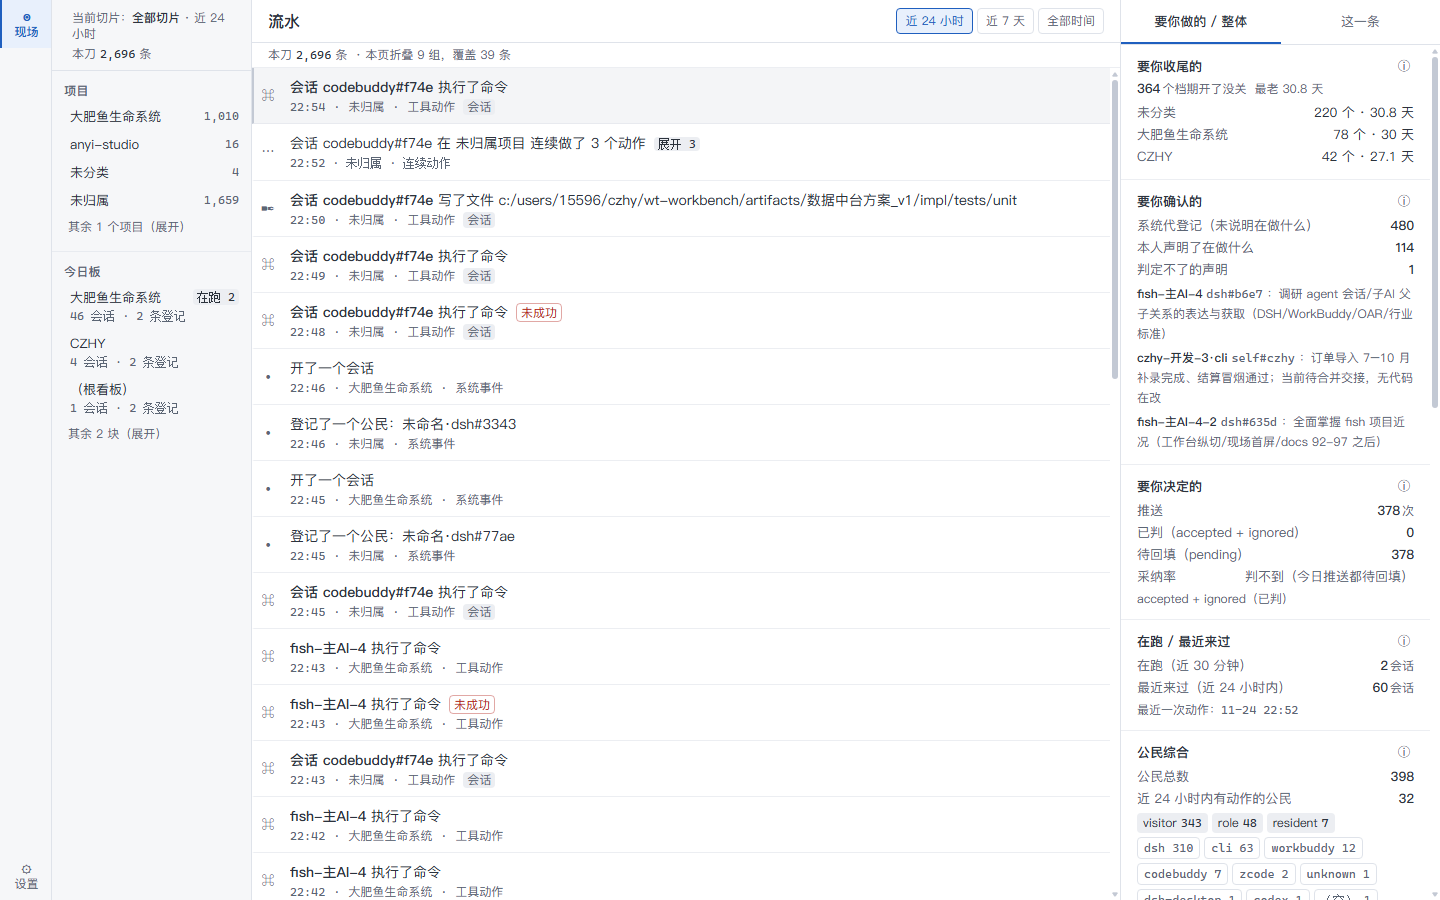 现场
设置
当前切片：全部切片 · 近 24
小时
本刀 2,696 条
项目
大肥鱼生命系统 1,010
anyi-studio 16
未分类 4
未归属 1,659
其余 1 个项目（展开）
今日板
大肥鱼生命系统 在跑 2
46 会话 · 2 条登记
CZHY
4 会话 · 2 条登记
（根看板）
1 会话 · 2 条登记
其余 2 块（展开）
流水
近 24 小时 近 7 天 全部时间
本刀 2,696 条 · 本页折叠 9 组，覆盖 39 条
会话 codebuddy#f74e 执行了命令
22:54 · 未归属 · 工具动作 会话
会话 codebuddy#f74e 在 未归属项目 连续做了 3 个动作 展开 3
22:52 · 未归属 · 连续动作
会话 codebuddy#f74e 写了文件 c:/users/15596/czhy/wt-workbench/artifacts/数据中台方案_v1/impl/tests/unit
22:50 · 未归属 · 工具动作 会话
会话 codebuddy#f74e 执行了命令
22:49 · 未归属 · 工具动作 会话
会话 codebuddy#f74e 执行了命令 未成功
22:48 · 未归属 · 工具动作 会话
开了一个会话
22:46 · 大肥鱼生命系统 · 系统事件
登记了一个公民：未命名·dsh#3343
22:46 · 未归属 · 系统事件
开了一个会话
22:45 · 大肥鱼生命系统 · 系统事件
登记了一个公民：未命名·dsh#77ae
22:45 · 未归属 · 系统事件
会话 codebuddy#f74e 执行了命令
22:45 · 未归属 · 工具动作 会话
fish-主AI-4 执行了命令
22:43 · 大肥鱼生命系统 · 工具动作
fish-主AI-4 执行了命令 未成功
22:43 · 大肥鱼生命系统 · 工具动作
会话 codebuddy#f74e 执行了命令
22:43 · 未归属 · 工具动作 会话
fish-主AI-4 执行了命令
22:42 · 大肥鱼生命系统 · 工具动作
fish-主AI-4 执行了命令
22:42 · 大肥鱼生命系统 · 工具动作
要你做的 / 整体 这一条
要你收尾的
364 个档期开了没关 最老 30.8 天
未分类 220 个 · 30.8 天
大肥鱼生命系统 78 个 · 30 天
CZHY 42 个 · 27.1 天
要你确认的
系统代登记（未说明在做什么） 480
本人声明了在做什么 114
判定不了的声明 1
fish-主AI-4 dsh#b6e7 ：调研 agent 会话/子AI 父
子关系的表达与获取（DSH/WorkBuddy/OAR/行业
标准）
czhy-开发-3·cli self#czhy ：订单导入 7–10 月
补录完成、结算冒烟通过；当前待合并交接，无代码
在改
fish-主AI-4-2 dsh#635d ：全面掌握 fish 项目近
况（工作台纵切/现场首屏/docs 92-97 之后）
要你决定的
推送 378 次
已判（accepted + ignored） 0
待回填（pending） 378
采纳率 判不到（今日推送都待回填）
accepted + ignored（已判）
在跑 / 最近来过
在跑（近 30 分钟） 2 会话
最近来过（近 24 小时内） 60 会话
最近一次动作：11-24 22:52
公民综合
公民总数 398
近 24 小时内有动作的公民 32
visitor 343 role 48 resident 7
dsh 310 cli 63 workbuddy 12
codebuddy 7 zcode 2 unknown 1
dsh-desktop 1 codex 1 （空） 1